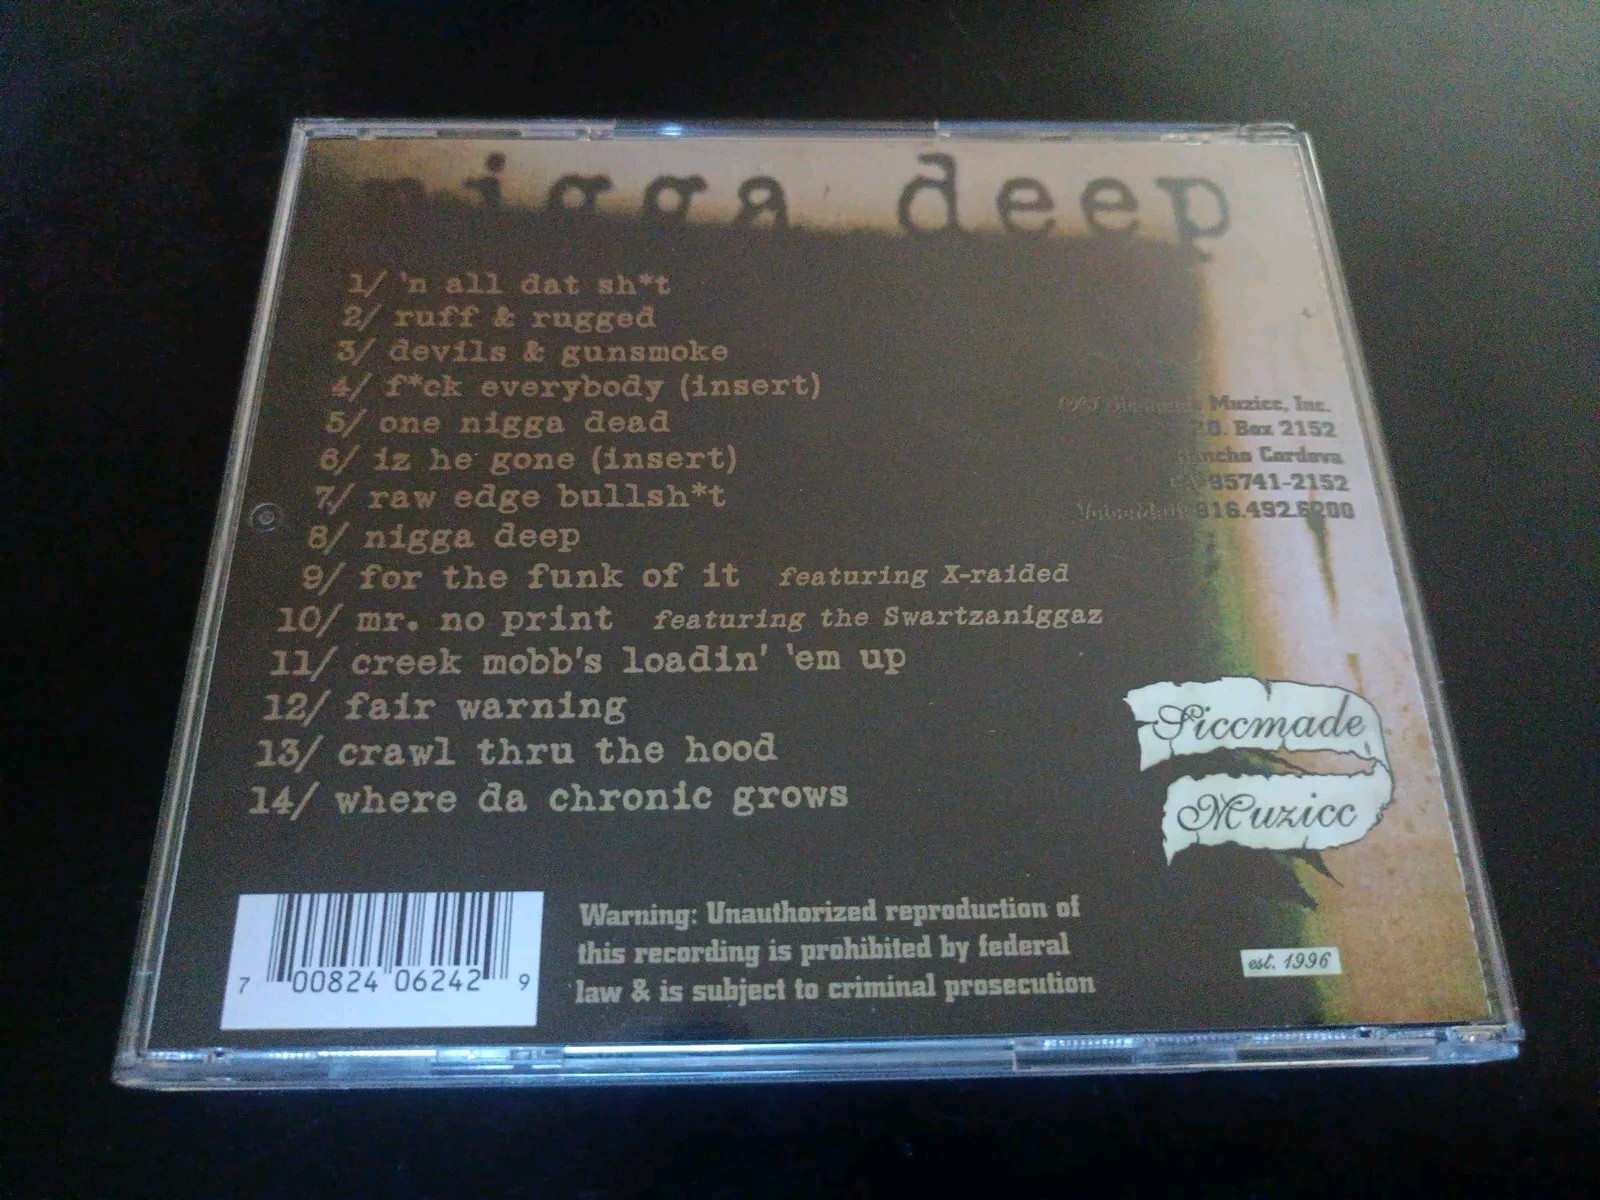 nigga deep
1/ 'n all dat sh*t
2/ ruff & rugged
3/ devils & gunsmoke
4/ f*ck everybody (insert)
5/ one nigga dead
6/ iz he gone (insert)
7/ raw edge bullsh*t
8/ nigga deep
9/ for the funk of it featuring X-raided
10/ mr. no print featuring the Swartzaniggaz
11/ creek mobb's loadin' 'em up
12/ fair warning
13/ crawl thru the hood
14/ where da chronic grows
Siccmade Muzicc, Inc.
P.O. Box 2152
Rancho Cordova
CA 95741-2152
VoiceMail: 916.492.6200
Siccmade
Muzicc
est. 1996
Warning: Unauthorized reproduction of
this recording is prohibited by federal
law & is subject to criminal prosecution
7 00824 06242 9